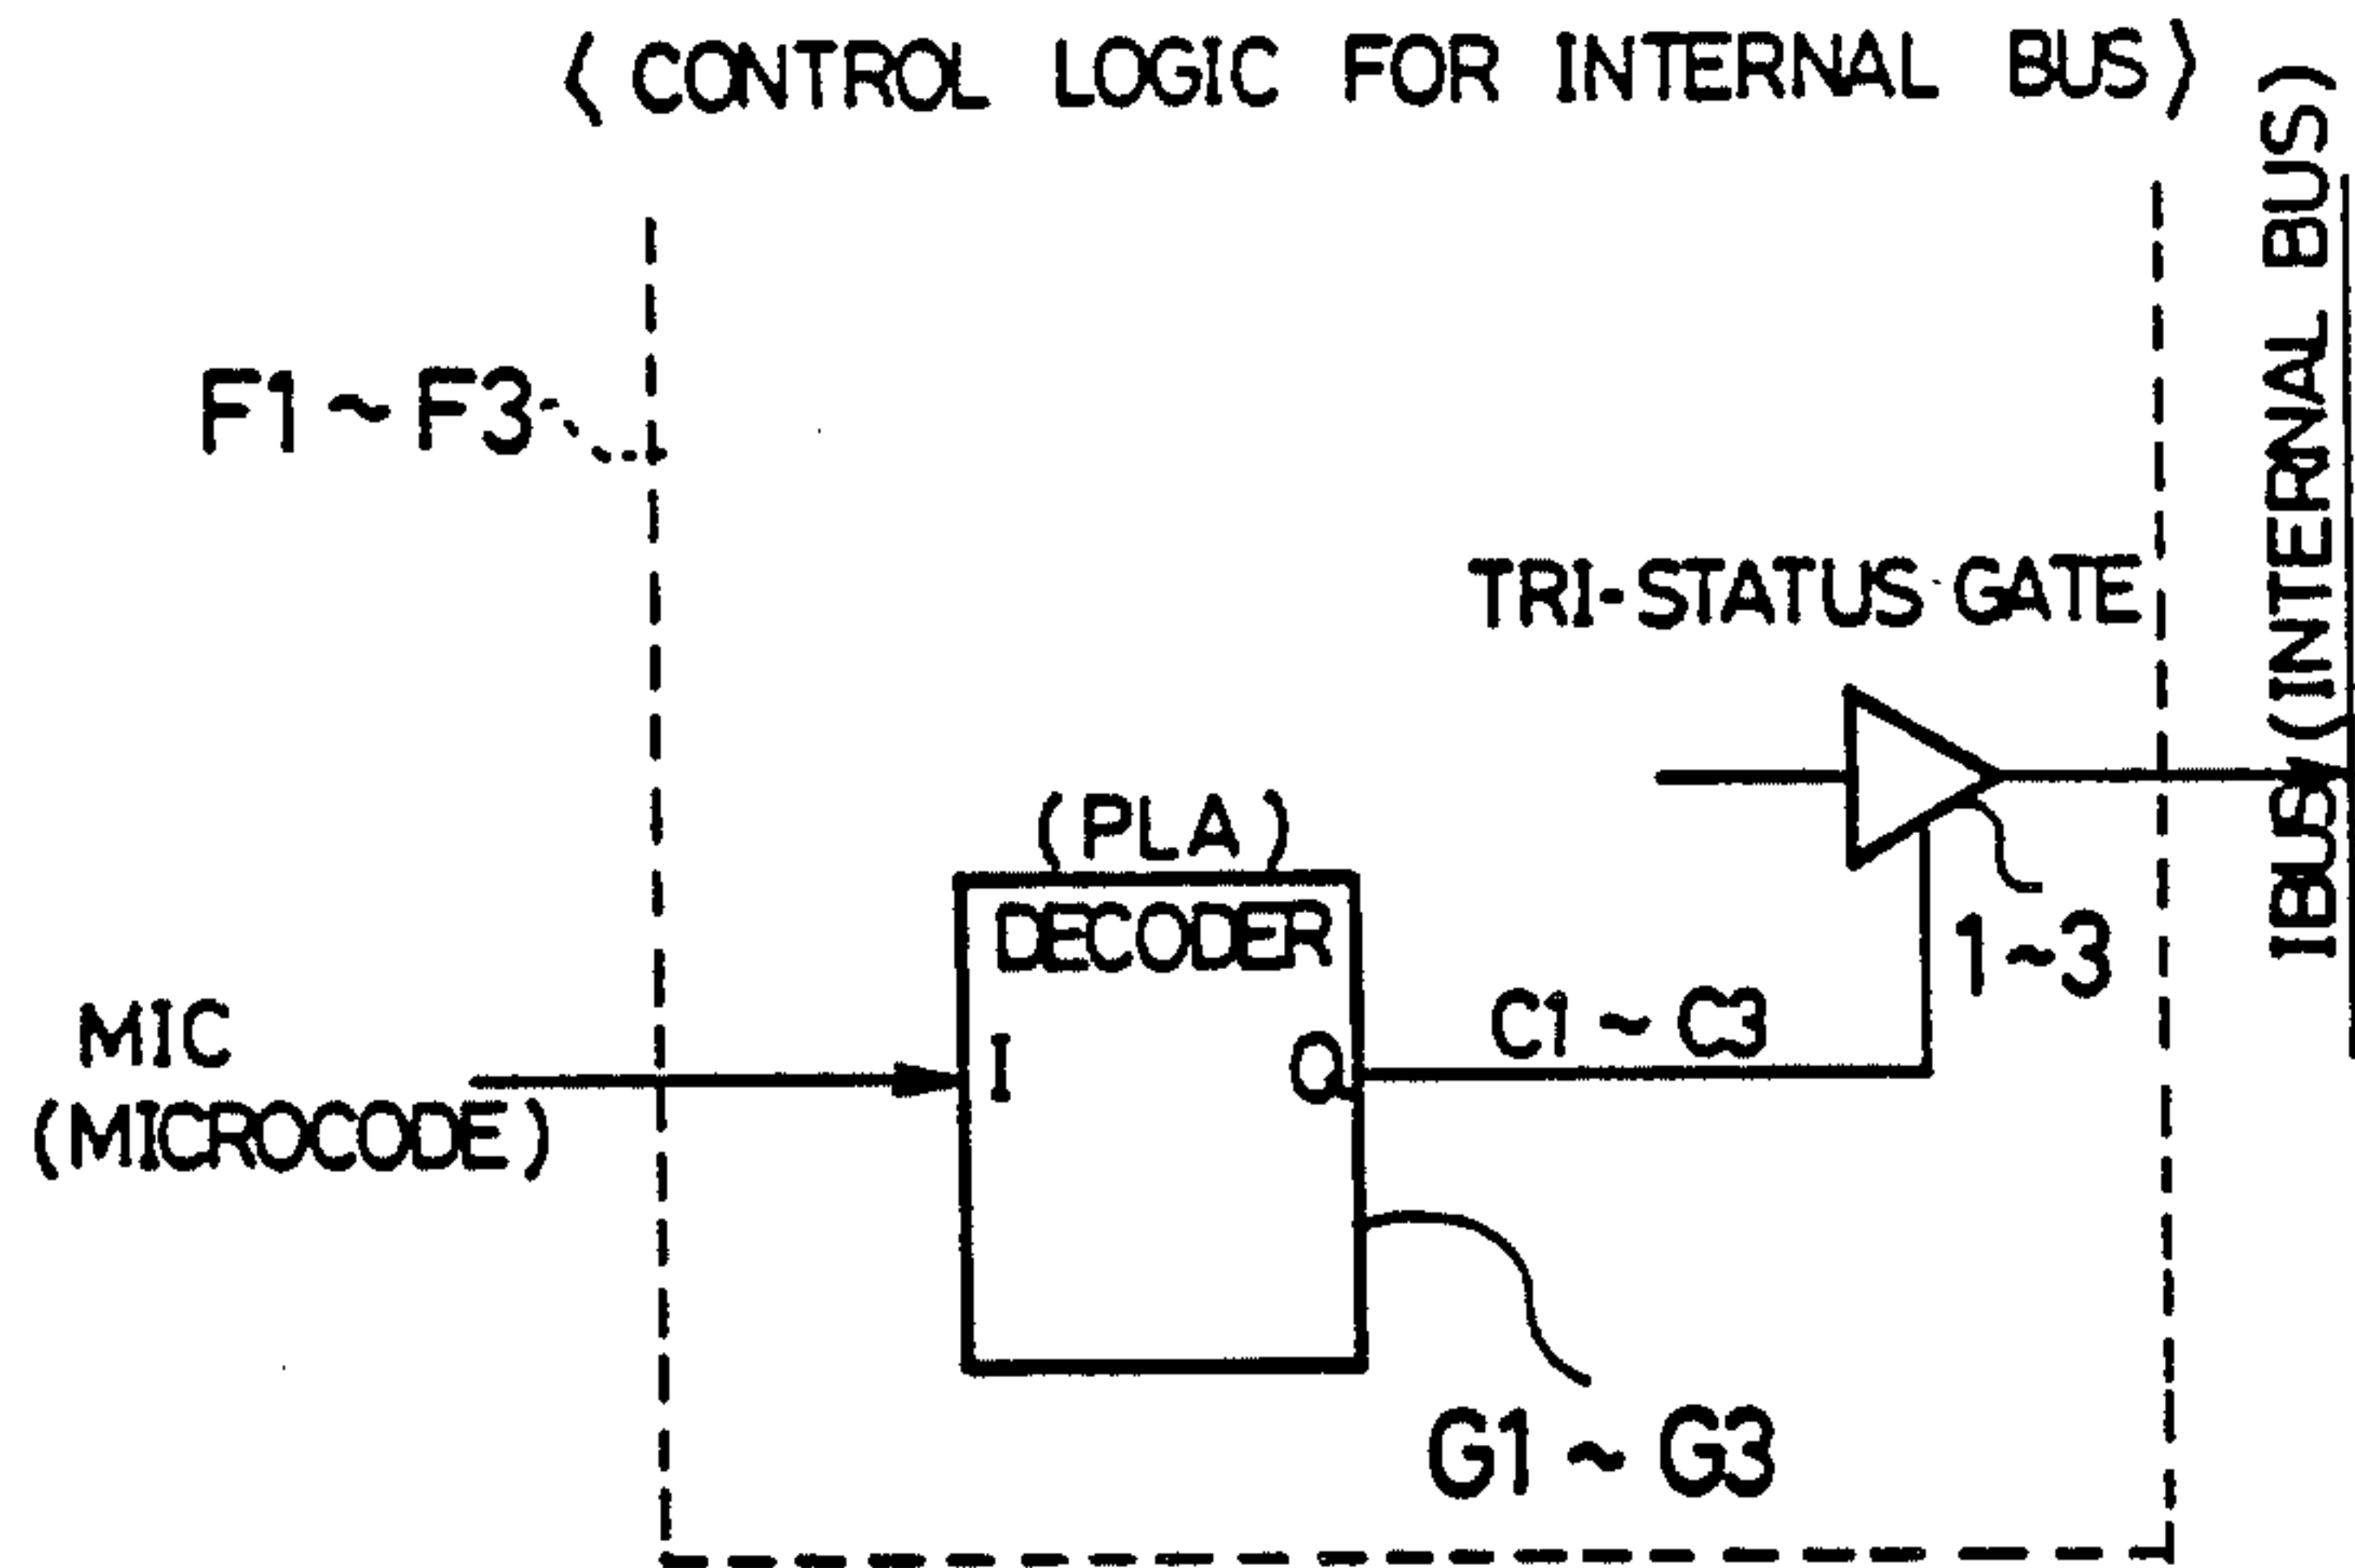 〈 CONTROL LOGIC FOR INTERNAL BUS 〉
IBUS (INTERNAL BUS)
F1 ~ F3
TRI-STATUS GATE
(PLA)
DECODER
1~3
MIC
(MICROCODE)
I
Q
C1 ~ C3
G1 ~ G3